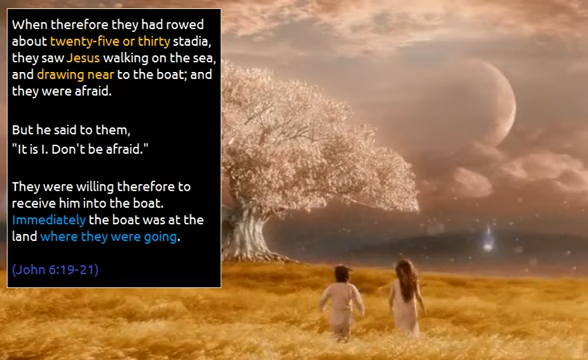 When therefore they had rowed
about twenty-five or thirty stadia,
they saw Jesus walking on the sea,
and drawing near to the boat; and
they were afraid.
But he said to them,
"It is I. Don't be afraid."
They were willing therefore to
receive him into the boat.
Immediately the boat was at the
land where they were going.
(John 6:19-21)